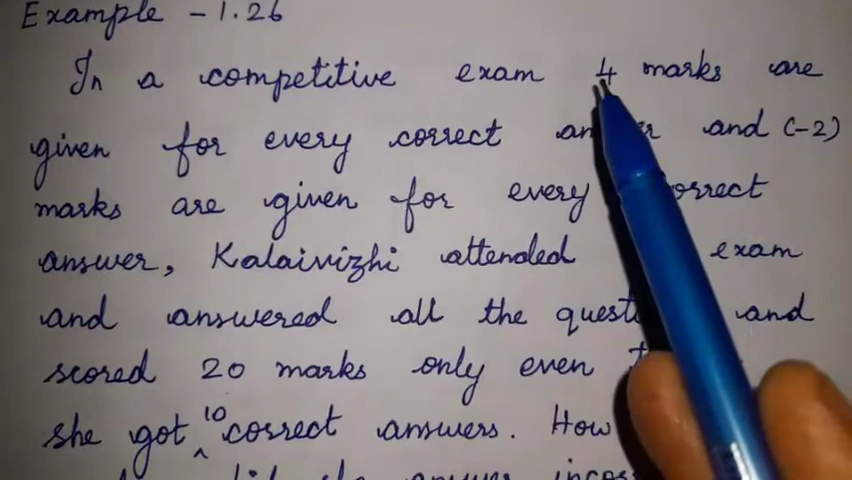 Example - 1.26
In a competitive exam 4 marks are
given for every correct and (-2)
marks are given for every
answer, Kalaivizhi attended exam
and answered all the and
scored 20 marks only even
she got 10 correct answers. How
she answer